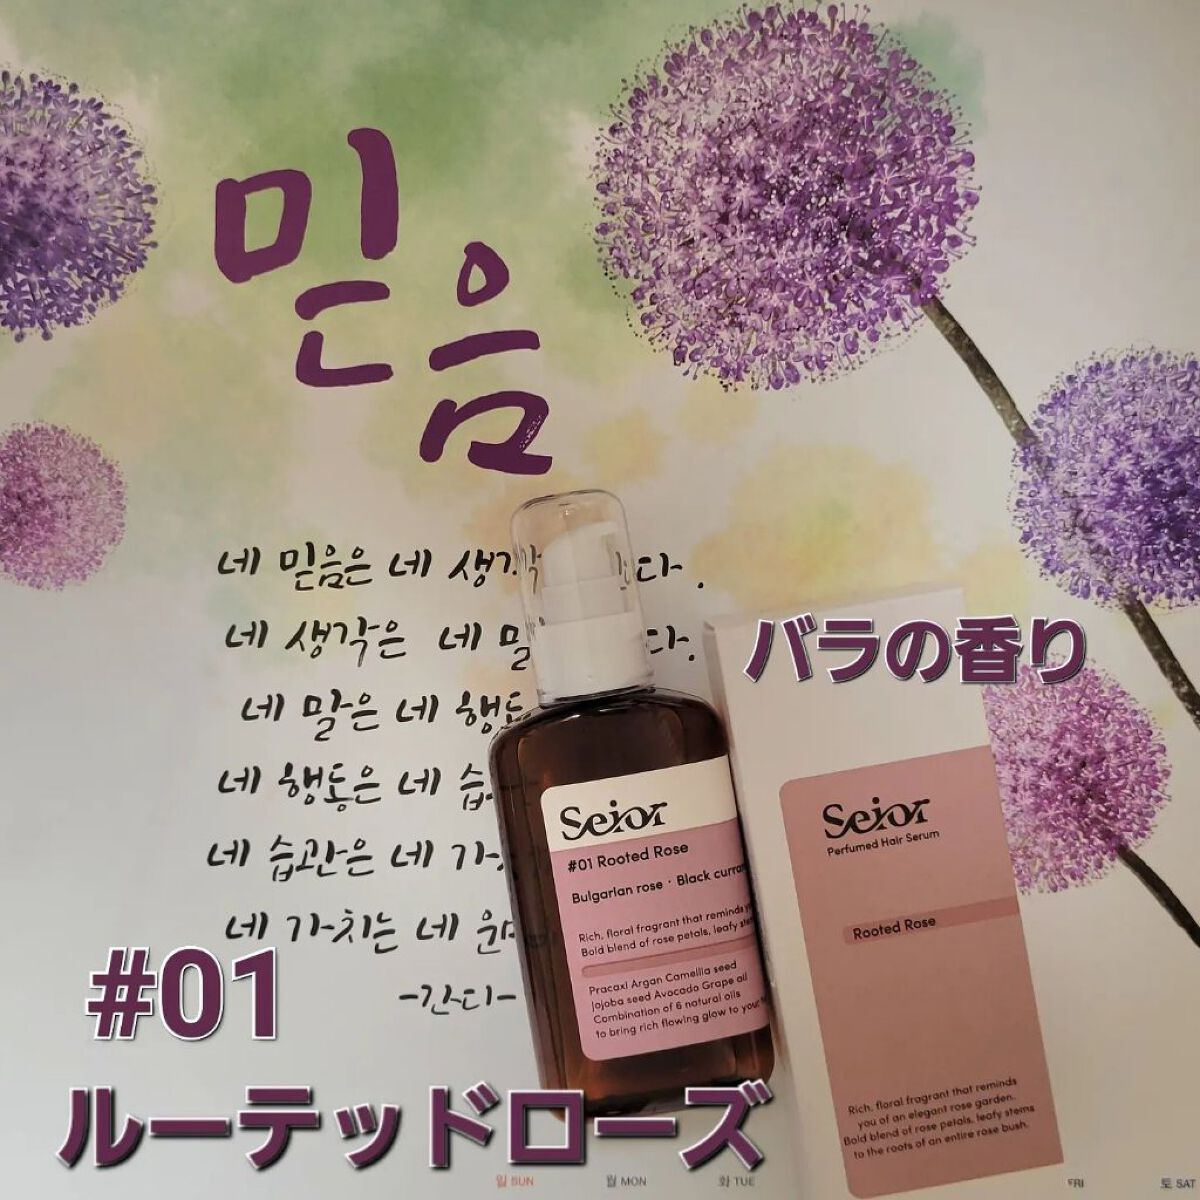 믿음
네 믿음은 네 생각
다.
네 생각은 네 말
다.
네 말은 네 행동
네 행동은 네 습
네 습관은 네 가
네 가치는 네 운
-간디-
バラの香り
Sejor
#01 Rooted Rose
Bulgarian rose · Black curran
Rich, floral fragrant that reminds
Bold blend of rose petals, leafy stem
Pracaxi Argan Camellia seed
Jojoba seed Avocado Grape oil
Combination of 6 natural oils
to bring rich flowing glow to your
Sejor
Perfumed Hair Serum
Rooted Rose
Rich, floral fragrant that reminds
you of an elegant rose garden.
Bold blend of rose petals, leafy stems
to the roots of an entire rose bush.
#01
ルーテッドローズ
일 SUN 월 MON 화 TUE FRI 토 SAT